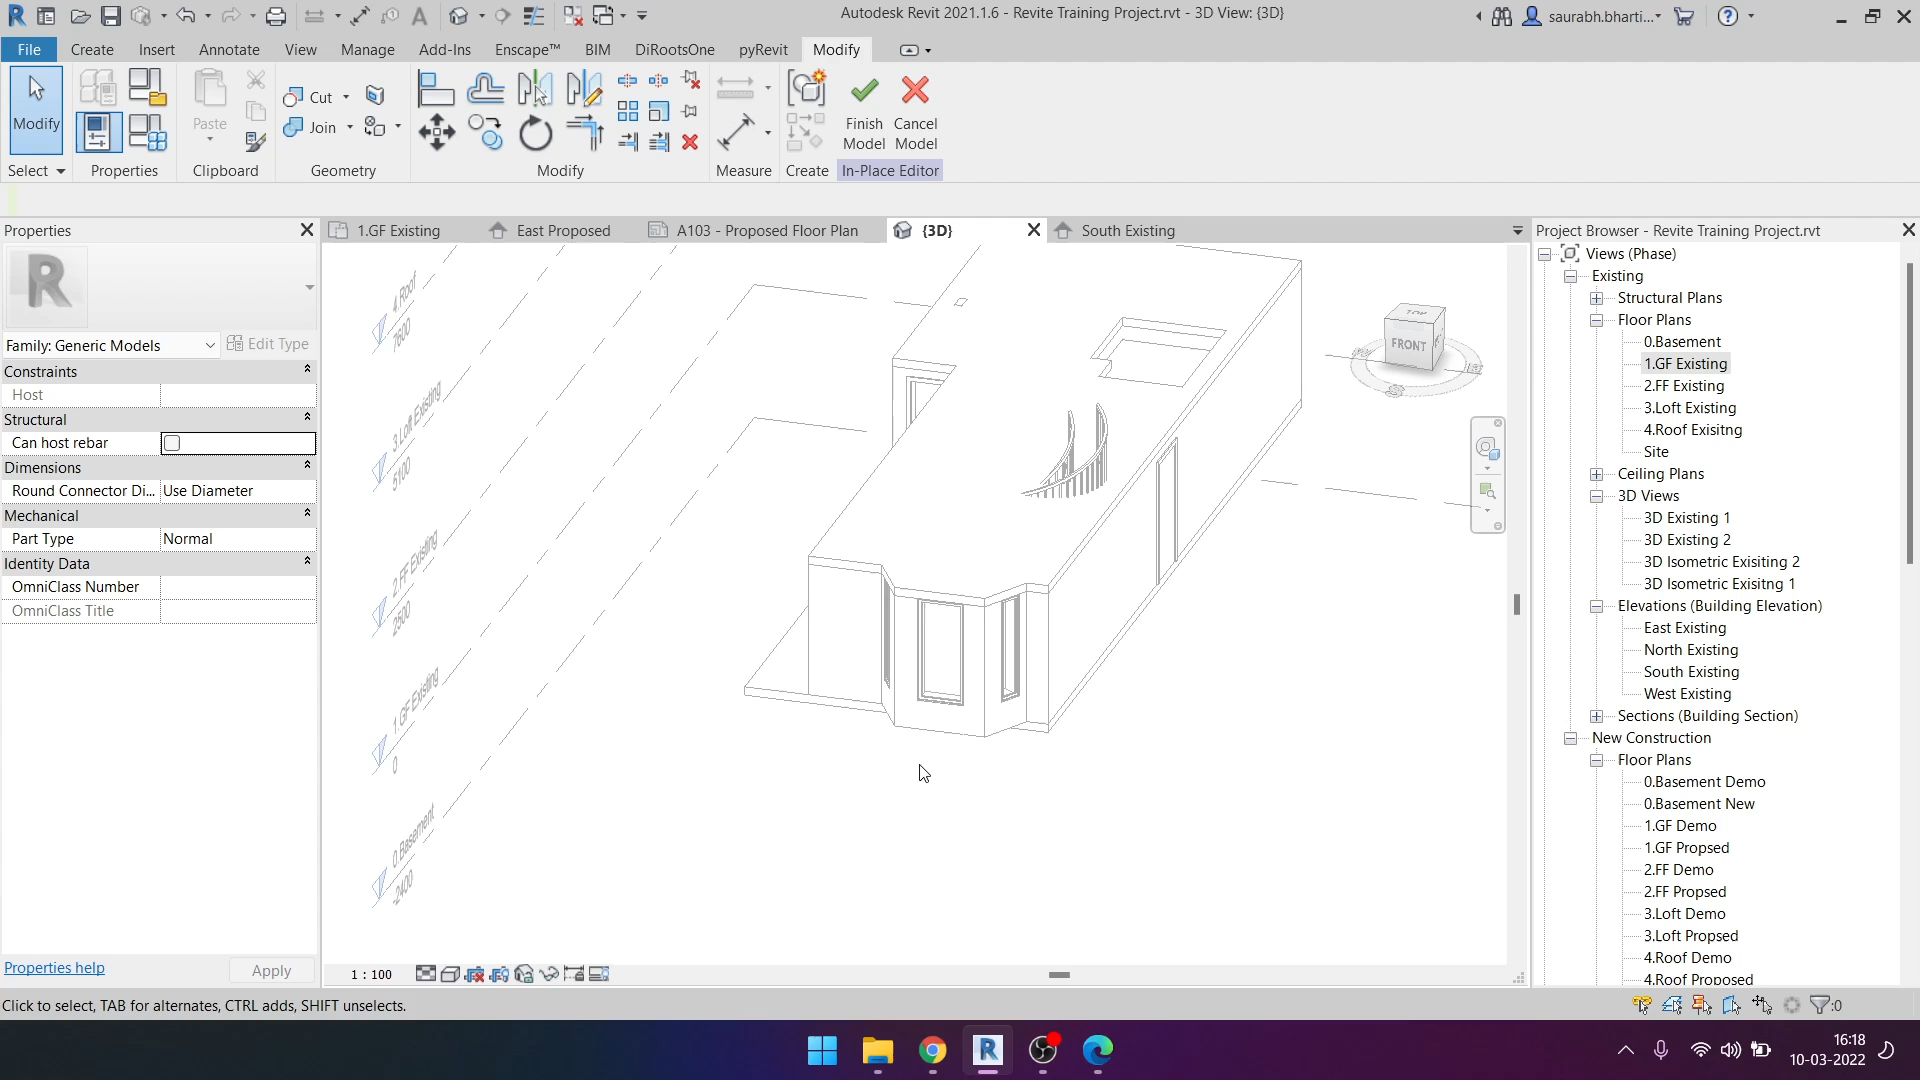 Autodesk Revit 2021.1.6 - Revite Training Project.rvt - 3D View: {3D}
saurabh.bharti...
File Create Insert Annotate View Manage Add-Ins Enscape™ BIM DiRootsOne pyRevit Modify
Modify
Paste
Cut
Join
Finish Model
Cancel Model
Select Properties Clipboard Geometry Modify Measure Create In-Place Editor
Properties
1.GF Existing
East Proposed
A103 - Proposed Floor Plan
{3D}
South Existing
Project Browser - Revite Training Project.rvt
R
Family: Generic Models
Edit Type
Constraints
Host
Structural
Can host rebar
Dimensions
Round Connector Di... Use Diameter
Mechanical
Part Type Normal
Identity Data
OmniClass Number
OmniClass Title
Properties help
Apply
4.Roof
7600
3.Loft Existing
5100
2.FF Existing
2500
1.GF Existing
0
0.Basement
-2400
TOP
FRONT
Views (Phase)
Existing
Structural Plans
Floor Plans
0.Basement
1.GF Existing
2.FF Existing
3.Loft Existing
4.Roof Exisitng
Site
Ceiling Plans
3D Views
3D Existing 1
3D Existing 2
3D Isometric Exisiting 2
3D Isometric Exisitng 1
Elevations (Building Elevation)
East Existing
North Existing
South Existing
West Existing
Sections (Building Section)
New Construction
Floor Plans
0.Basement Demo
0.Basement New
1.GF Demo
1.GF Propsed
2.FF Demo
2.FF Propsed
3.Loft Demo
3.Loft Propsed
4.Roof Demo
4.Roof Proposed
1 : 100
Click to select, TAB for alternates, CTRL adds, SHIFT unselects.
:0
16:18
10-03-2022